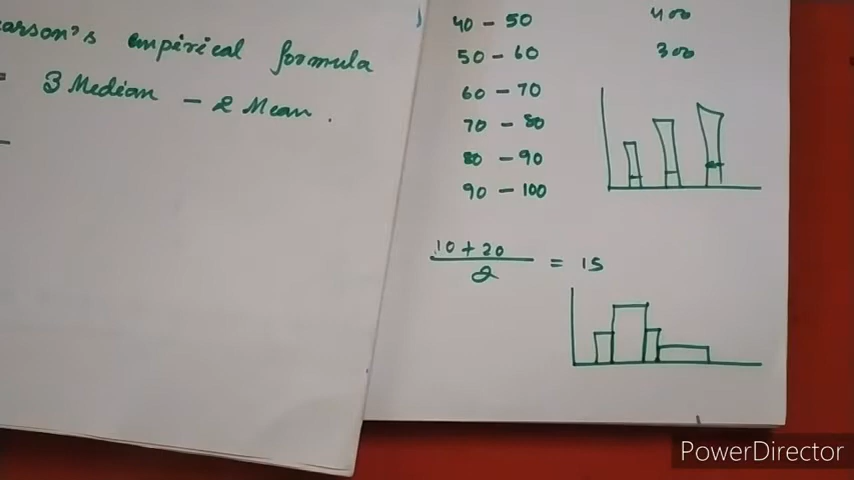 arson's empirical formula
= 3 Median - 2 Mean.
40 - 50 400
50 - 60 300
60 - 70
70 - 80
80 - 90
90 - 100
10 + 20
2
= 15
PowerDirector